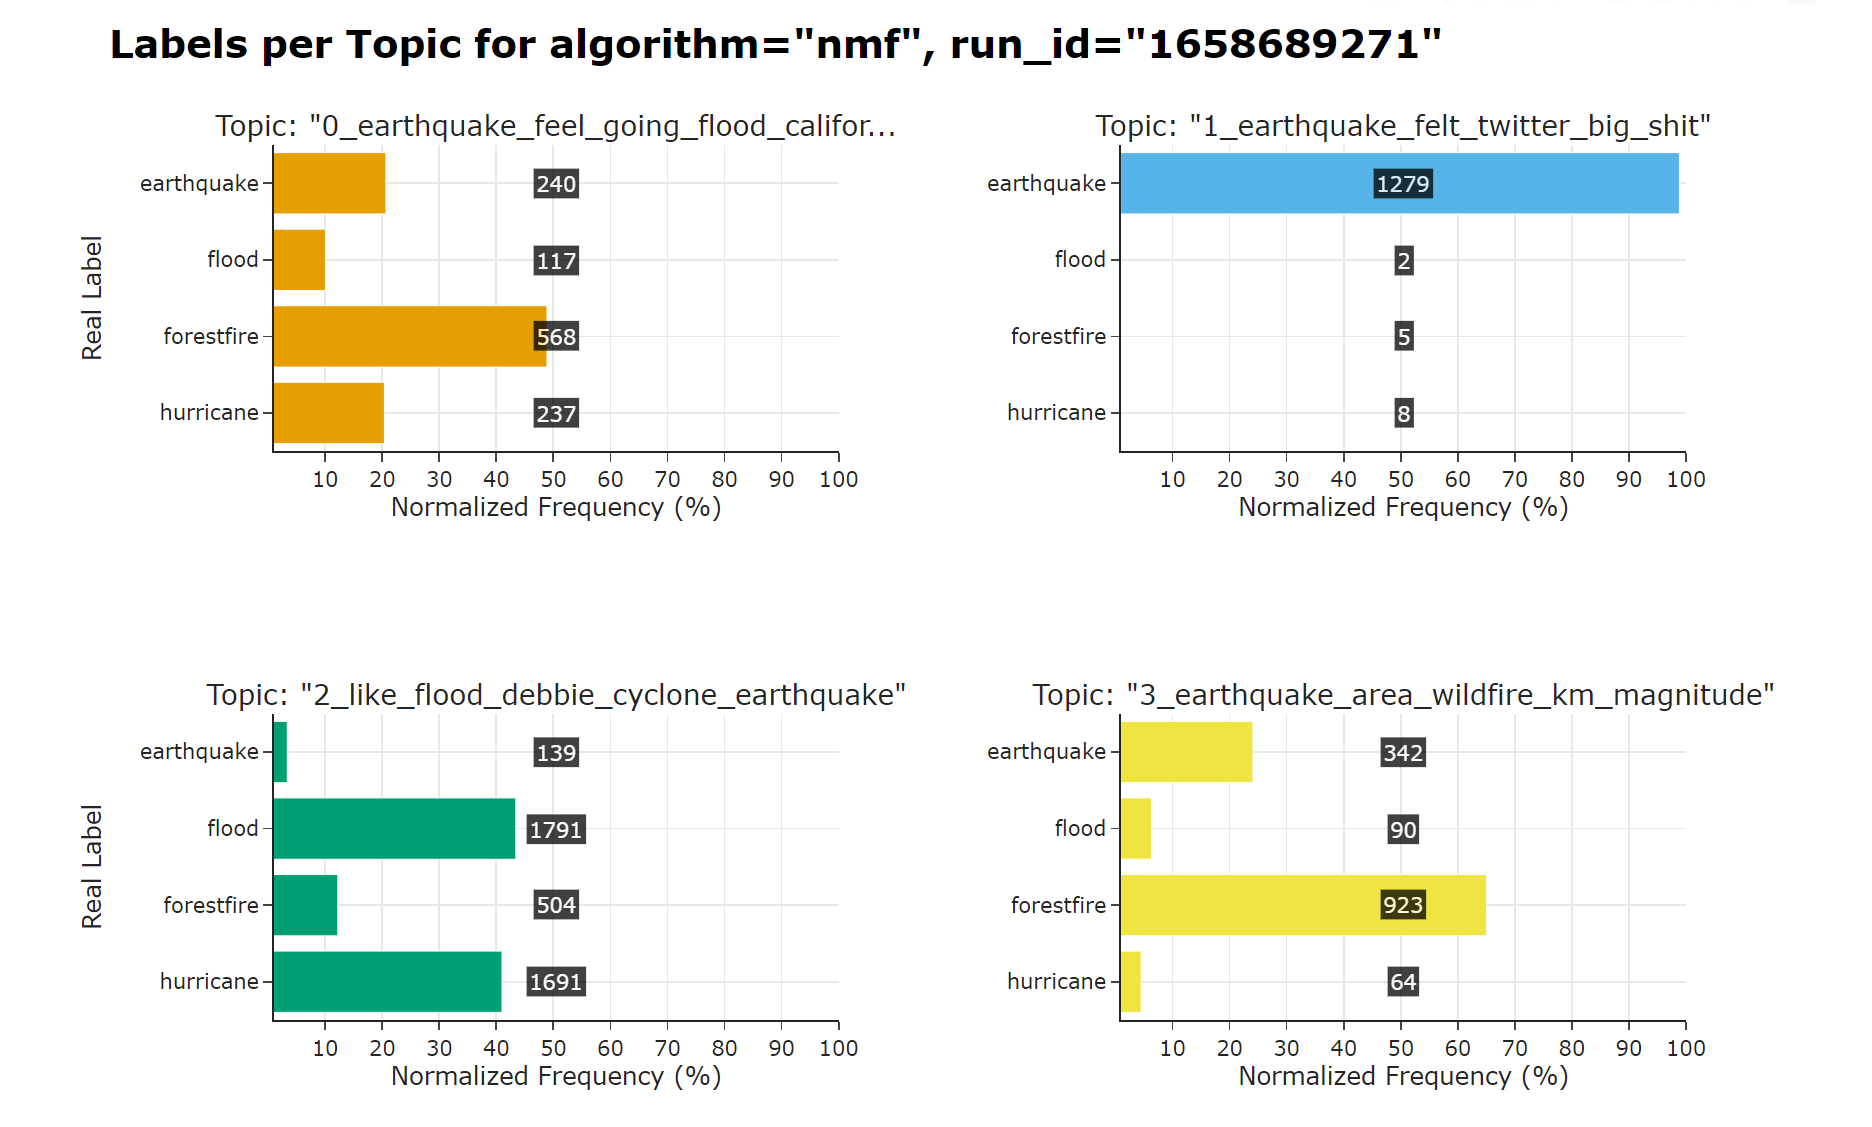 Labels per Topic for algorithm="nmf", run_id="1658689271"
Topic: "0_earthquake_feel_going_flood_califor...
Real Label
earthquake
240
flood
117
forestfire
568
hurricane
237
10 20 30 40 50 60 70 80 90 100
Normalized Frequency (%)
Topic: "1_earthquake_felt_twitter_big_shit"
earthquake
1279
flood
2
forestfire
5
hurricane
8
10 20 30 40 50 60 70 80 90 100
Normalized Frequency (%)
Topic: "2_like_flood_debbie_cyclone_earthquake"
Real Label
earthquake
139
flood
1791
forestfire
504
hurricane
1691
10 20 30 40 50 60 70 80 90 100
Normalized Frequency (%)
Topic: "3_earthquake_area_wildfire_km_magnitude"
earthquake
342
flood
90
forestfire
923
hurricane
64
10 20 30 40 50 60 70 80 90 100
Normalized Frequency (%)